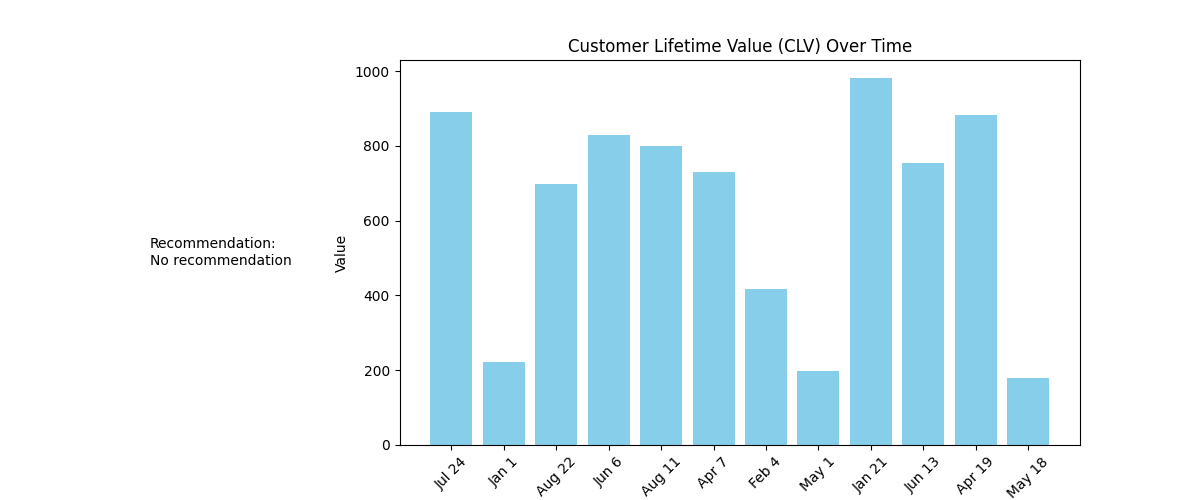 Customer Lifetime Value (CLV) Over Time
1000
800
600
400
200
0
Value
Recommendation:
No recommendation
Jul 24
Jan 1
Aug 22
Jun 6
Aug 11
Apr 7
Feb 4
May 1
Jan 21
Jun 13
Apr 19
May 18